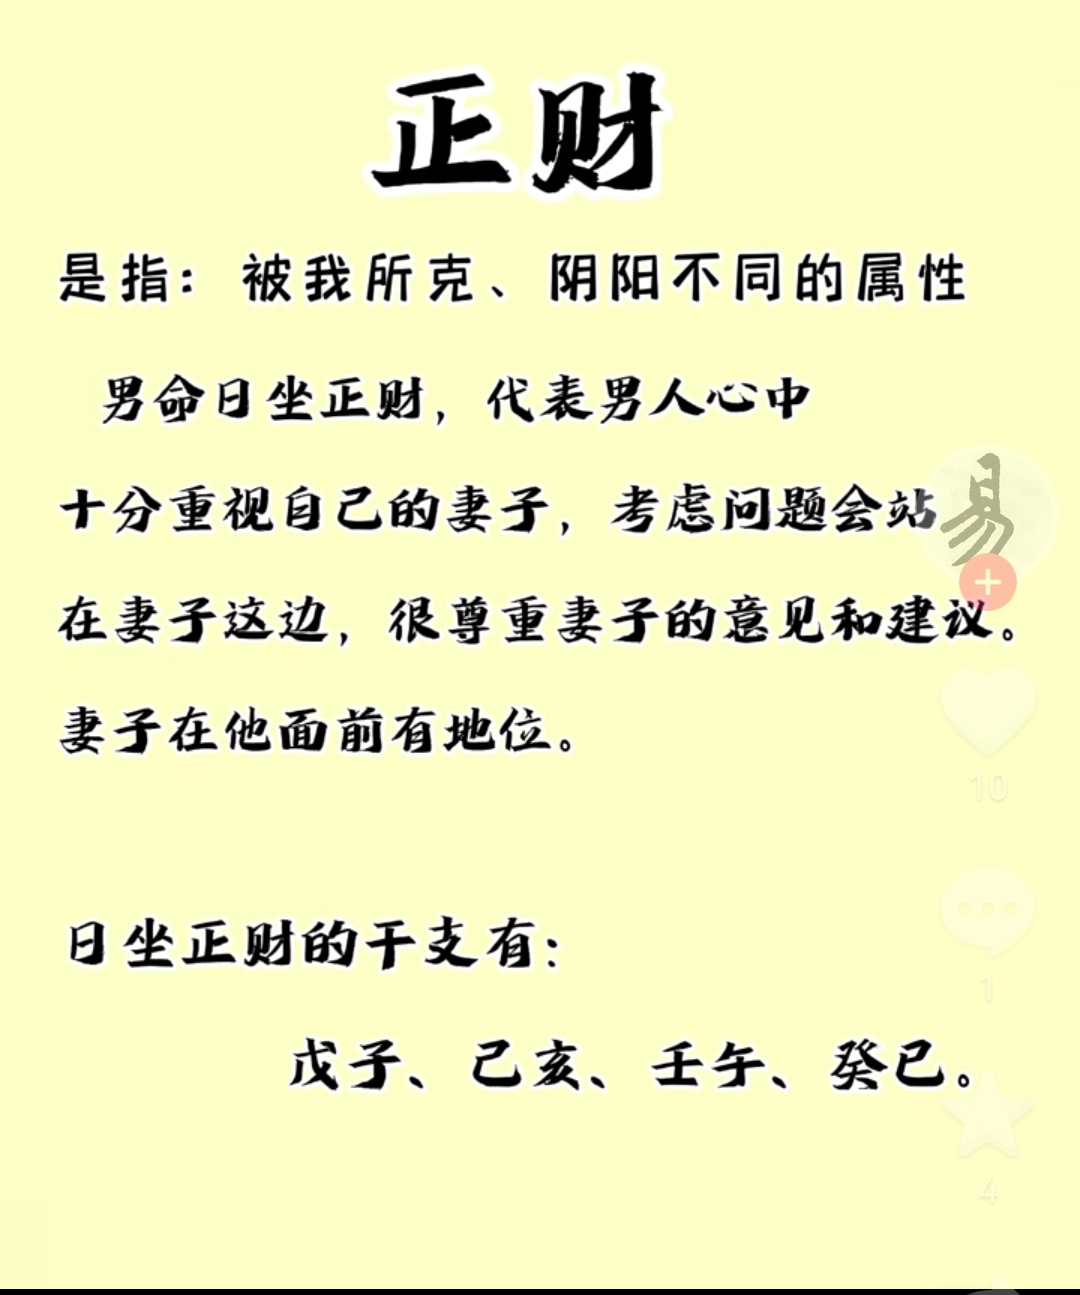 正财
是指：被我所克、阴阳不同的属性
男命日坐正财，代表男人心中
十分重视自己的妻子，考虑问题会站
在妻子这边，很尊重妻子的意见和建议。
妻子在他面前有地位。
日坐正财的干支有：
戊子、己亥、壬午、癸巳。
易
10
1
4